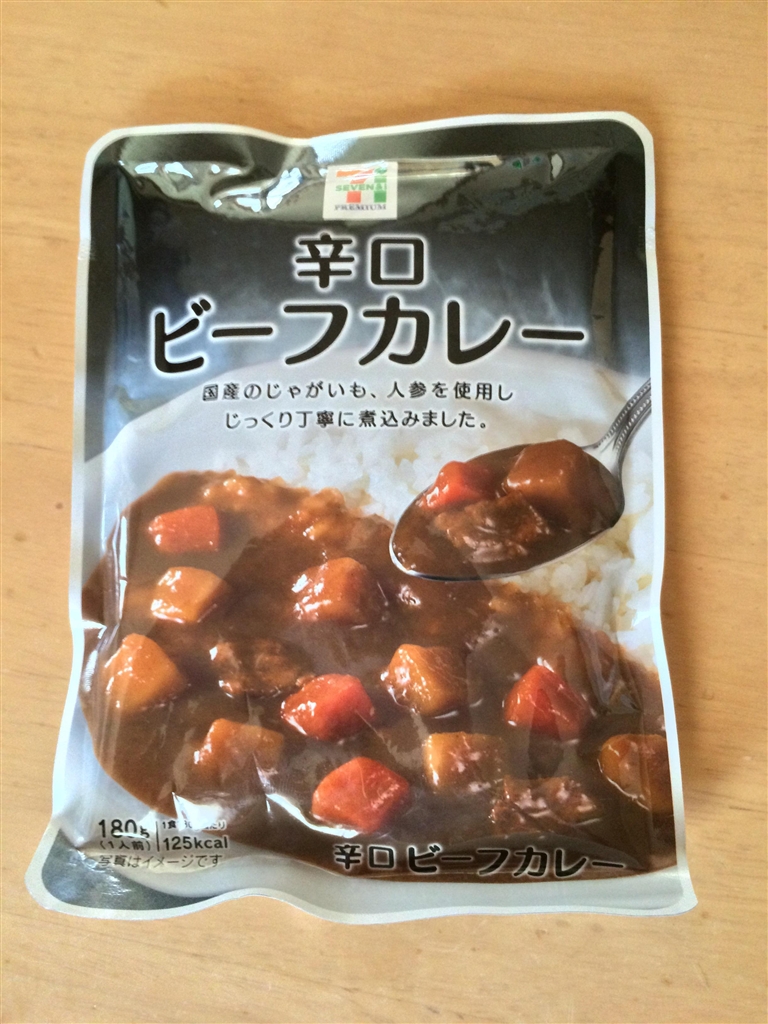 SEVEN&i
PREMIUM
辛口
ビーフカレー
国産のじゃがいも、人参を使用し
じっくり丁寧に煮込みました。
180g
(1人前)
1食
125kcal
写真はイメージです
辛口 ビーフカレー